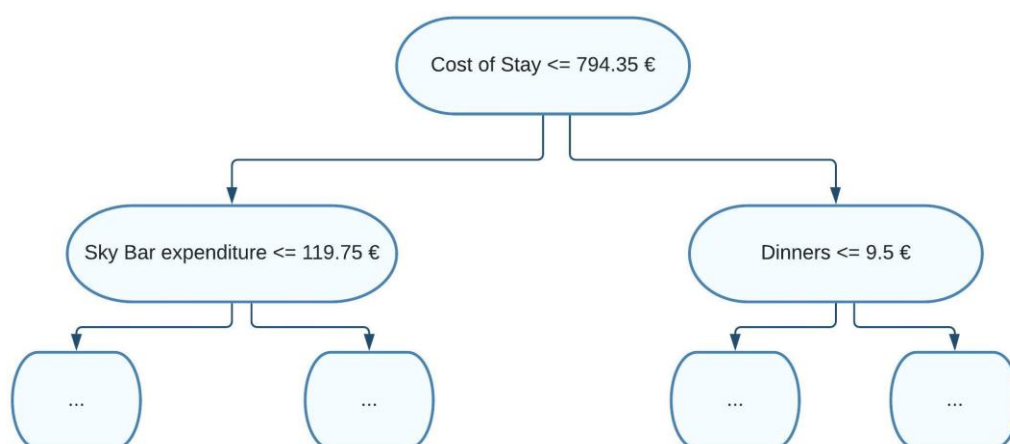 Cost of Stay <= 794.35 €
Sky Bar expenditure <= 119.75 €
Dinners <= 9.5 €
...
...
...
...